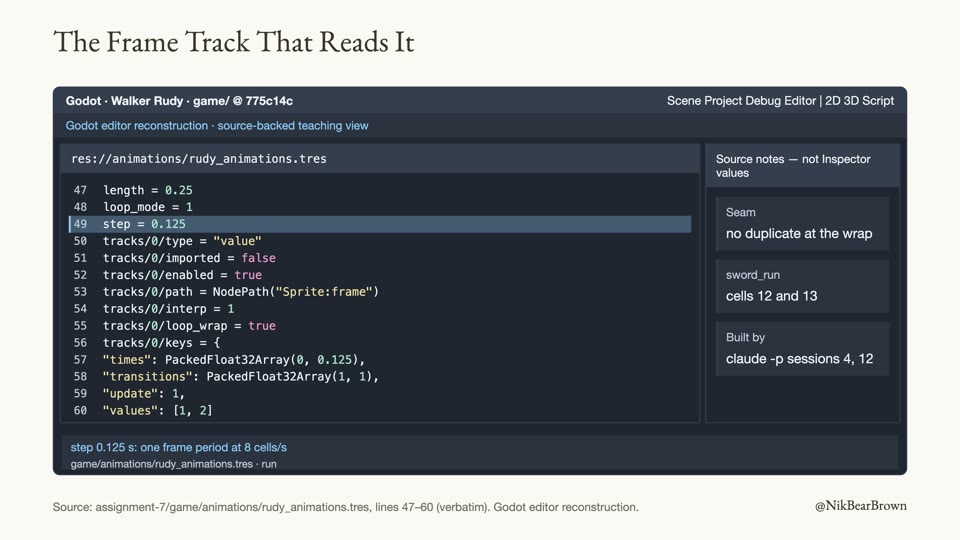 The Frame Track That Reads It
Godot · Walker Rudy · game/ @ 775c14c
Scene Project Debug Editor | 2D 3D Script
Godot editor reconstruction · source-backed teaching view
res://animations/rudy_animations.tres
47 length = 0.25
48 loop_mode = 1
49 step = 0.125
50 tracks/0/type = "value"
51 tracks/0/imported = false
52 tracks/0/enabled = true
53 tracks/0/path = NodePath("Sprite:frame")
54 tracks/0/interp = 1
55 tracks/0/loop_wrap = true
56 tracks/0/keys = {
57 "times": PackedFloat32Array(0, 0.125),
58 "transitions": PackedFloat32Array(1, 1),
59 "update": 1,
60 "values": [1, 2]
Source notes — not Inspector
values
Seam
no duplicate at the wrap
sword_run
cells 12 and 13
Built by
claude -p sessions 4, 12
step 0.125 s: one frame period at 8 cells/s
game/animations/rudy_animations.tres · run
Source: assignment-7/game/animations/rudy_animations.tres, lines 47–60 (verbatim). Godot editor reconstruction.
@NikBearBrown